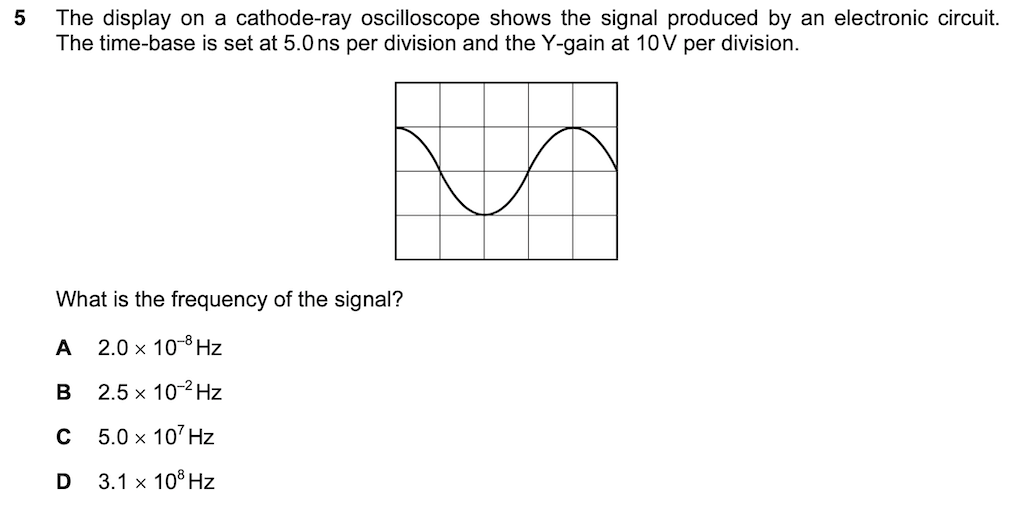 5 The display on a cathode-ray oscilloscope shows the signal produced by an electronic circuit.
The time-base is set at 5.0 ns per division and the Y-gain at 10 V per division.
What is the frequency of the signal?
A 2.0 × 10⁻⁸ Hz
B 2.5 × 10⁻² Hz
C 5.0 × 10⁷ Hz
D 3.1 × 10⁸ Hz